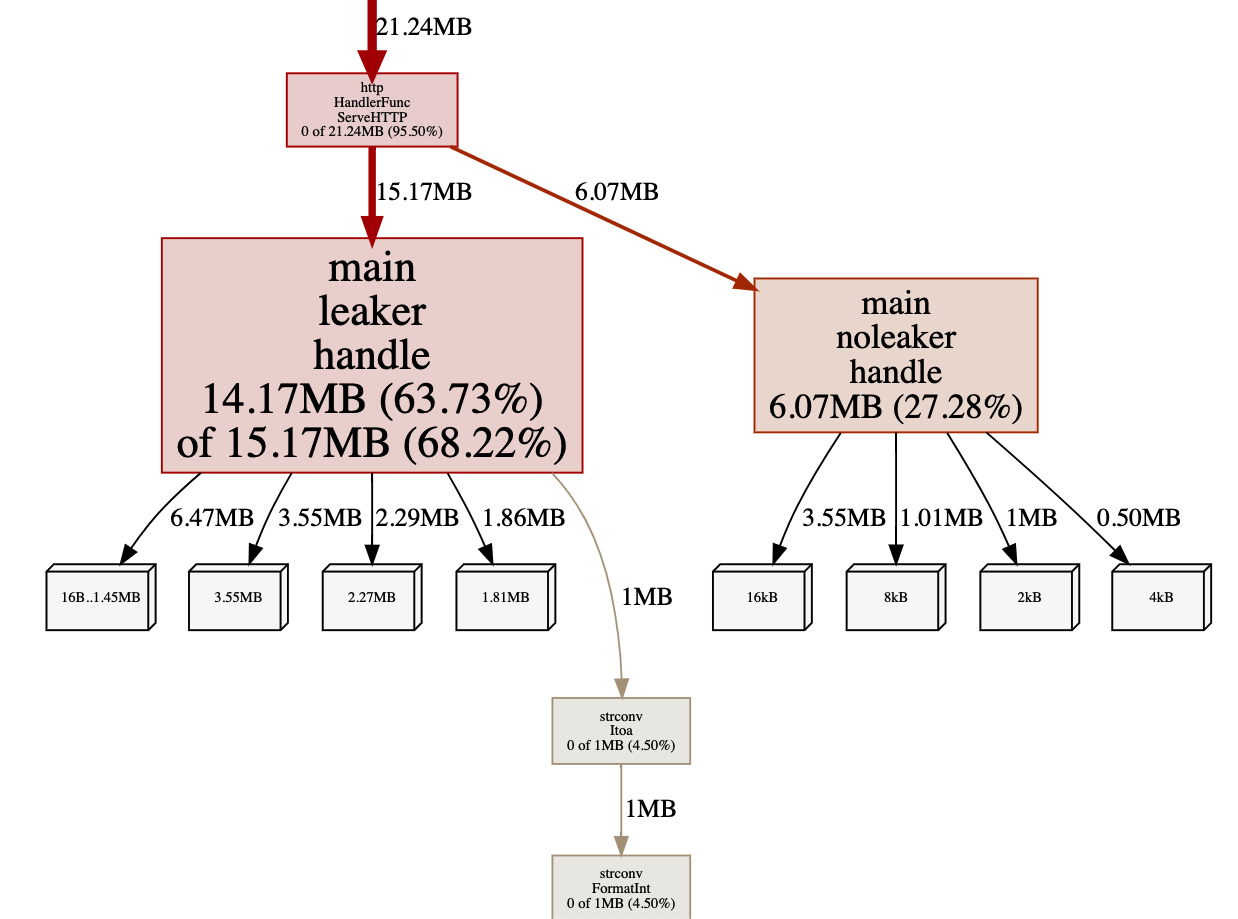 21.24MB
http
HandlerFunc
ServeHTTP
0 of 21.24MB (95.50%)
15.17MB
6.07MB
main
leaker
handle
14.17MB (63.73%)
of 15.17MB (68.22%)
main
noleaker
handle
6.07MB (27.28%)
6.47MB
3.55MB
2.29MB
1.86MB
3.55MB
1.01MB
1MB
0.50MB
16B..1.45MB
3.55MB
2.27MB
1.81MB
1MB
16kB
8kB
2kB
4kB
strconv
Itoa
0 of 1MB (4.50%)
1MB
strconv
FormatInt
0 of 1MB (4.50%)